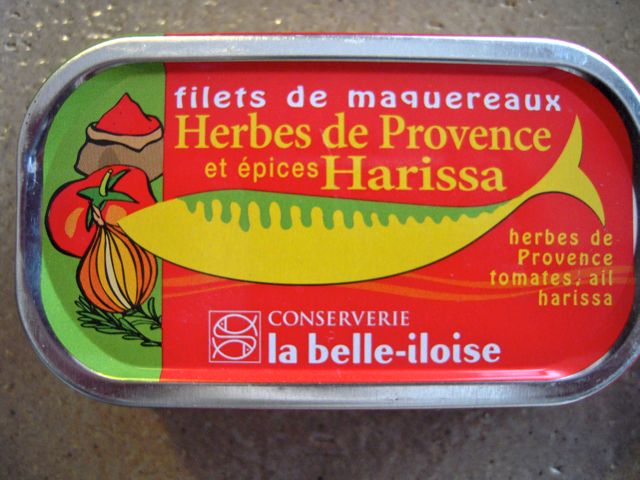 filets de maquereaux
Herbes de Provence
et épices Harissa
herbes de
Provence
tomates, ail
harissa
CONSERVERIE
la belle-iloise